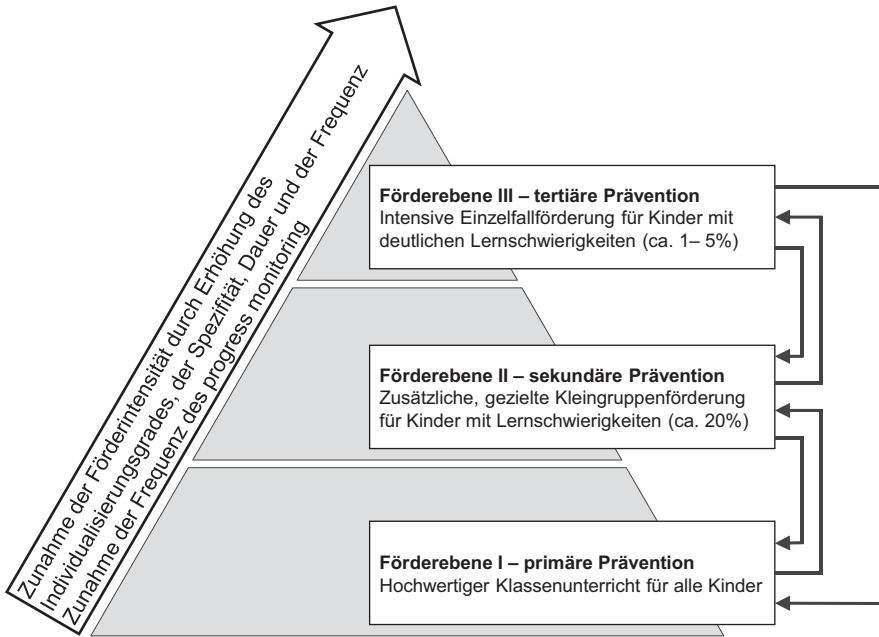 Zunahme der Förderintensität durch Erhöhung des
Individualisierungsgrades, der Spezifität, Dauer und der Frequenz
Zunahme der Frequenz des progress monitoring
Förderebene III – tertiäre Prävention
Intensive Einzelfallförderung für Kinder mit
deutlichen Lernschwierigkeiten (ca. 1– 5%)
Förderebene II – sekundäre Prävention
Zusätzliche, gezielte Kleingruppenförderung
für Kinder mit Lernschwierigkeiten (ca. 20%)
Förderebene I – primäre Prävention
Hochwertiger Klassenunterricht für alle Kinder